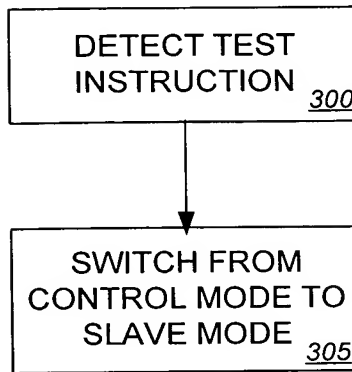 DETECT TEST
INSTRUCTION
300
SWITCH FROM
CONTROL MODE TO
SLAVE MODE
305